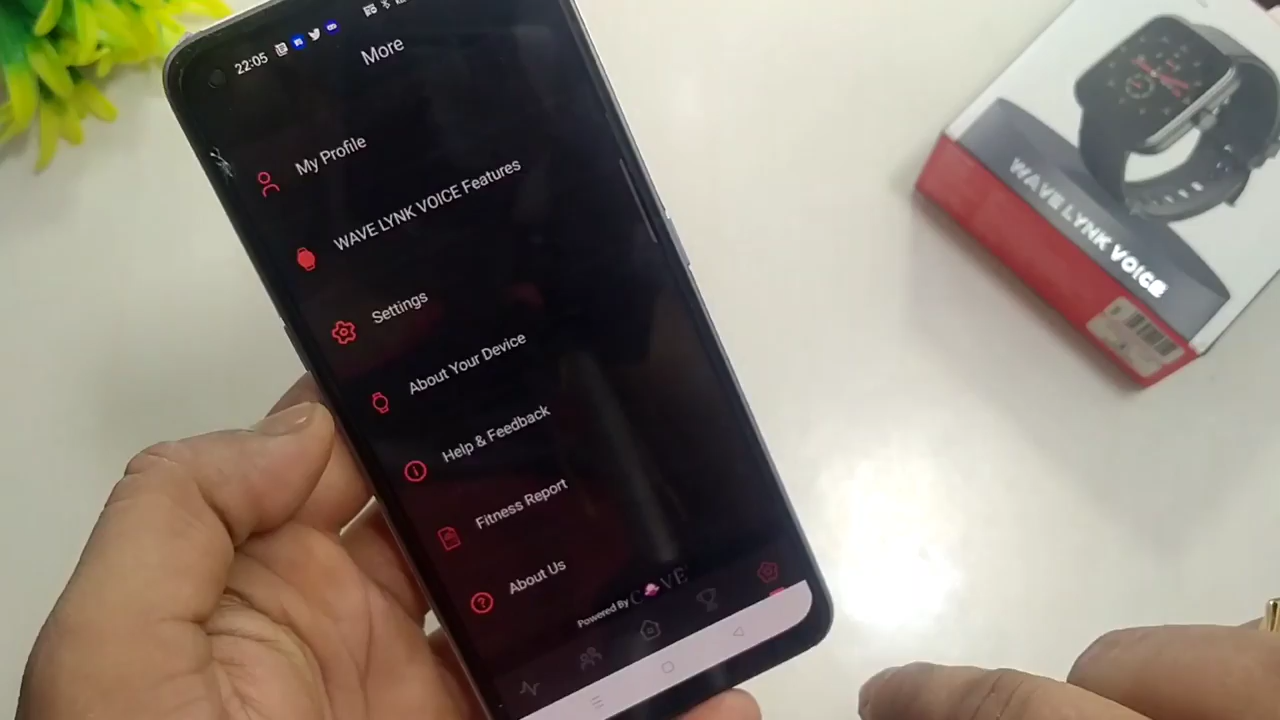 22:05
More
My Profile
WAVE LYNK VOICE Features
Settings
About Your Device
Help & Feedback
Fitness Report
About Us
Powered By COVE
WAVE LYNK VOICE